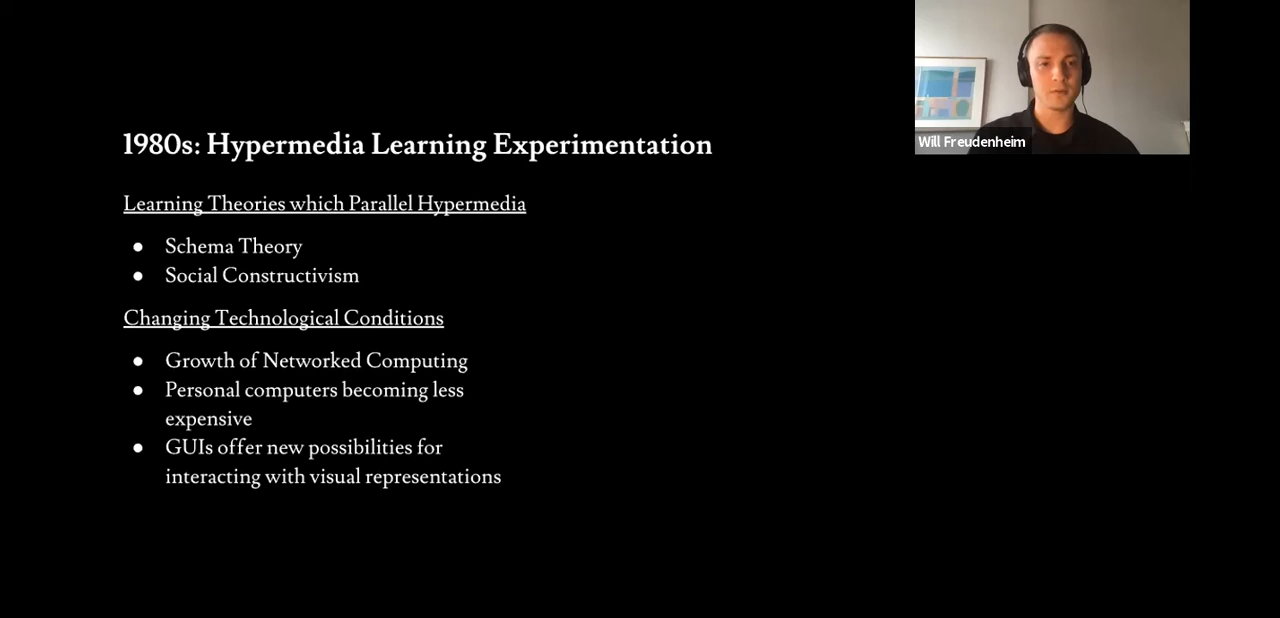 1980s: Hypermedia Learning Experimentation
Learning Theories which Parallel Hypermedia
● Schema Theory
● Social Constructivism
Changing Technological Conditions
● Growth of Networked Computing
● Personal computers becoming less
expensive
● GUIs offer new possibilities for
interacting with visual representations
Will Freudenheim